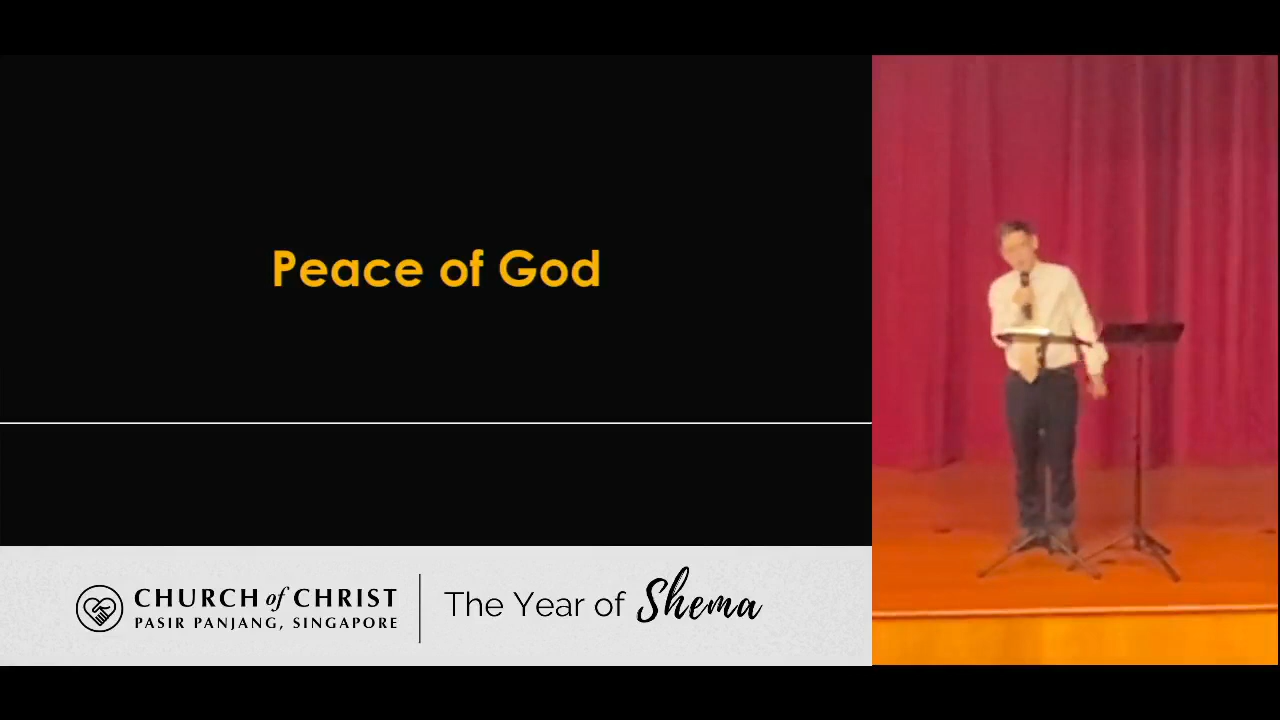 Peace of God
CHURCH of CHRIST
PASIR PANJANG, SINGAPORE
The Year of Shema